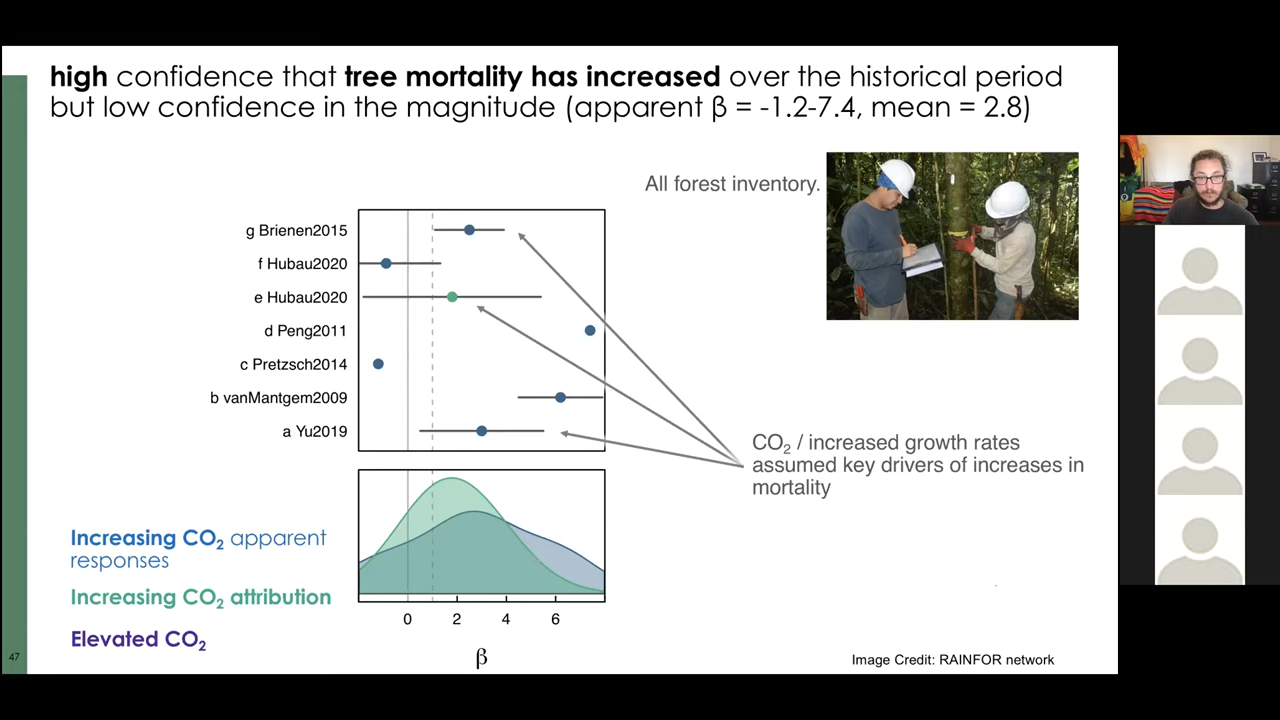 high confidence that tree mortality has increased over the historical period
but low confidence in the magnitude (apparent β = -1.2-7.4, mean = 2.8)
All forest inventory.
g Brienen2015
f Hubau2020
e Hubau2020
d Peng2011
c Pretzsch2014
b vanMantgem2009
a Yu2019
CO₂ / increased growth rates
assumed key drivers of increases in
mortality
Increasing CO₂ apparent
responses
Increasing CO₂ attribution
Elevated CO₂
0 2 4 6
β
47
Image Credit: RAINFOR network